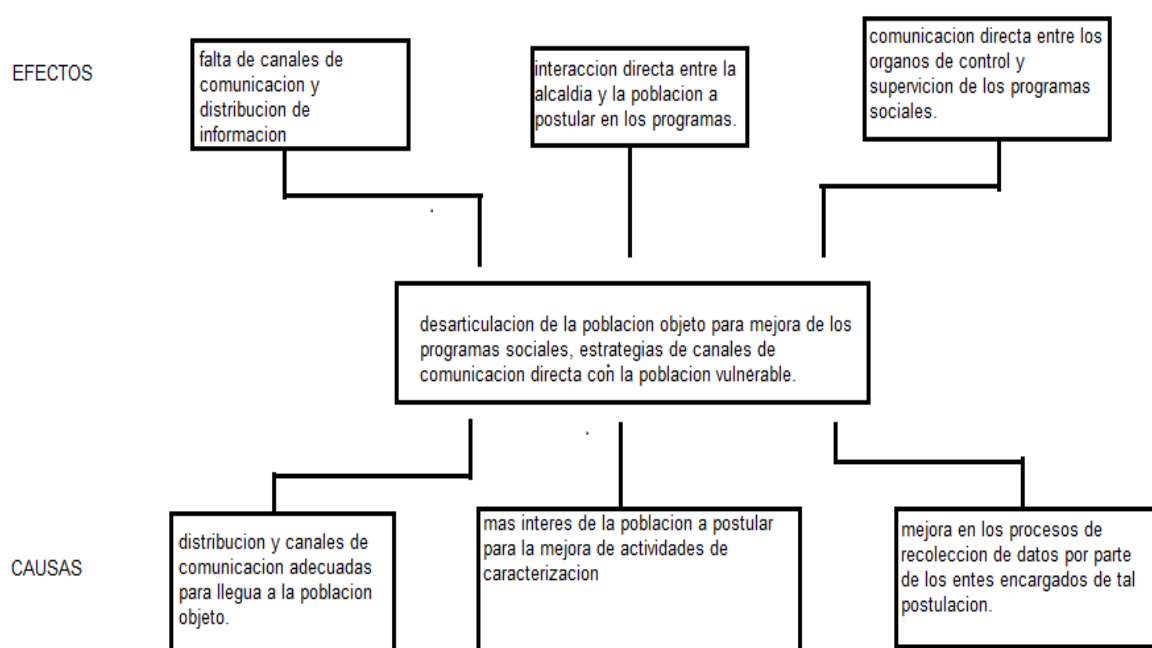 EFECTOS
falta de canales de
comunicacion y
distribucion de
informacion
interaccion directa entre la
alcaldia y la poblacion a
postular en los programas.
comunicacion directa entre los
organos de control y
supervicion de los programas
sociales.
desarticulacion de la poblacion objeto para mejora de los
programas sociales, estrategias de canales de
comunicacion directa con la poblacion vulnerable.
CAUSAS
distribucion y canales de
comunicacion adecuadas
para llegua a la poblacion
objeto.
mas interes de la poblacion a postular
para la mejora de actividades de
caracterizacion
mejora en los procesos de
recoleccion de datos por parte
de los entes encargados de tal
postulacion.